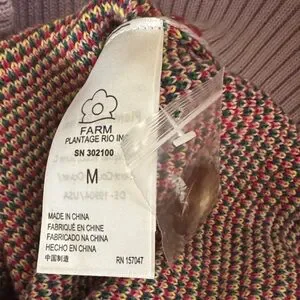 FARM
PLANTAGE RIO IN
SN 302100
M
MADE IN CHINA
FABRIQUÉ EN CHINE
FABRICADO NA CHINA
HECHO EN CHINA
中国制造
RN 157047